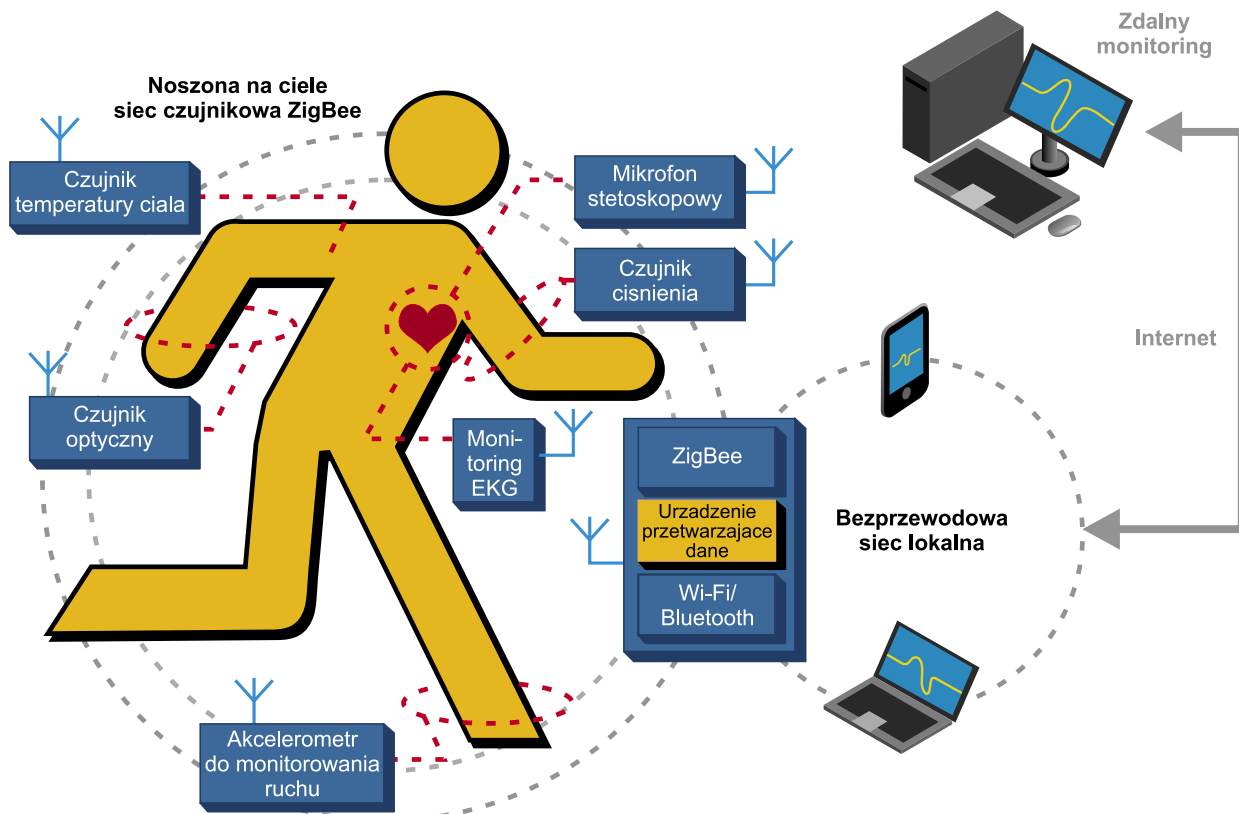 Zdalny
monitoring
Noszona na ciele
siec czujnikowa ZigBee
Czujnik
temperatury ciala
Mikrofon
stetoskopowy
Czujnik
cisnienia
Internet
Czujnik
optyczny
Moni-
toring
EKG
ZigBee
Urzadzenie
przetwarzajace
dane
Wi-Fi/
Bluetooth
Bezprzewodowa
siec lokalna
Akcelerometr
do monitorowania
ruchu